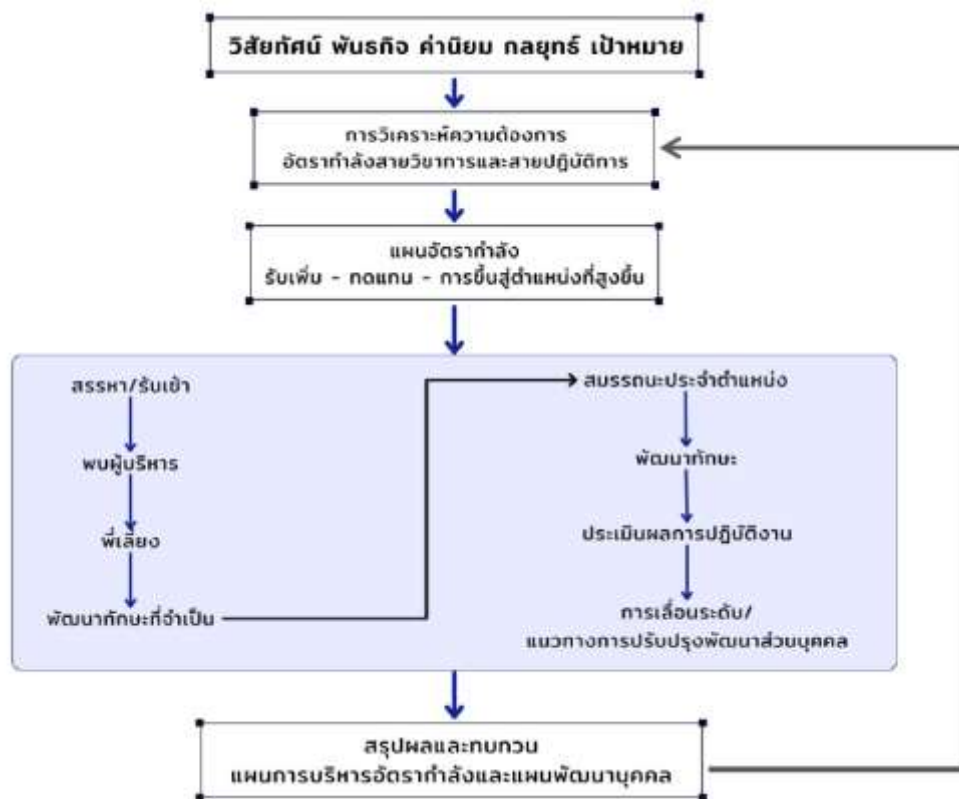 วิสัยทัศน์ พันธกิจ ค่านิยม กลยุทธ์ เป้าหมาย
การวิเคราะห์ความต้องการ
อัตรากำลังสายวิชาการและสายปฏิบัติการ
แผนอัตรากำลัง
รับเพิ่ม - ทดแทน - การขึ้นสู่ตำแหน่งที่สูงขึ้น
สรรหา/รับเข้า
พบผู้บริหาร
พี่เลี้ยง
พัฒนาทักษะที่จำเป็น
สมรรถนะประจำตำแหน่ง
พัฒนาทักษะ
ประเมินผลการปฏิบัติงาน
การเลื่อนระดับ/
แนวทางการปรับปรุงพัฒนาส่วนบุคคล
สรุปผลและทบทวน
แผนการบริหารอัตรากำลังและแผนพัฒนาบุคคล